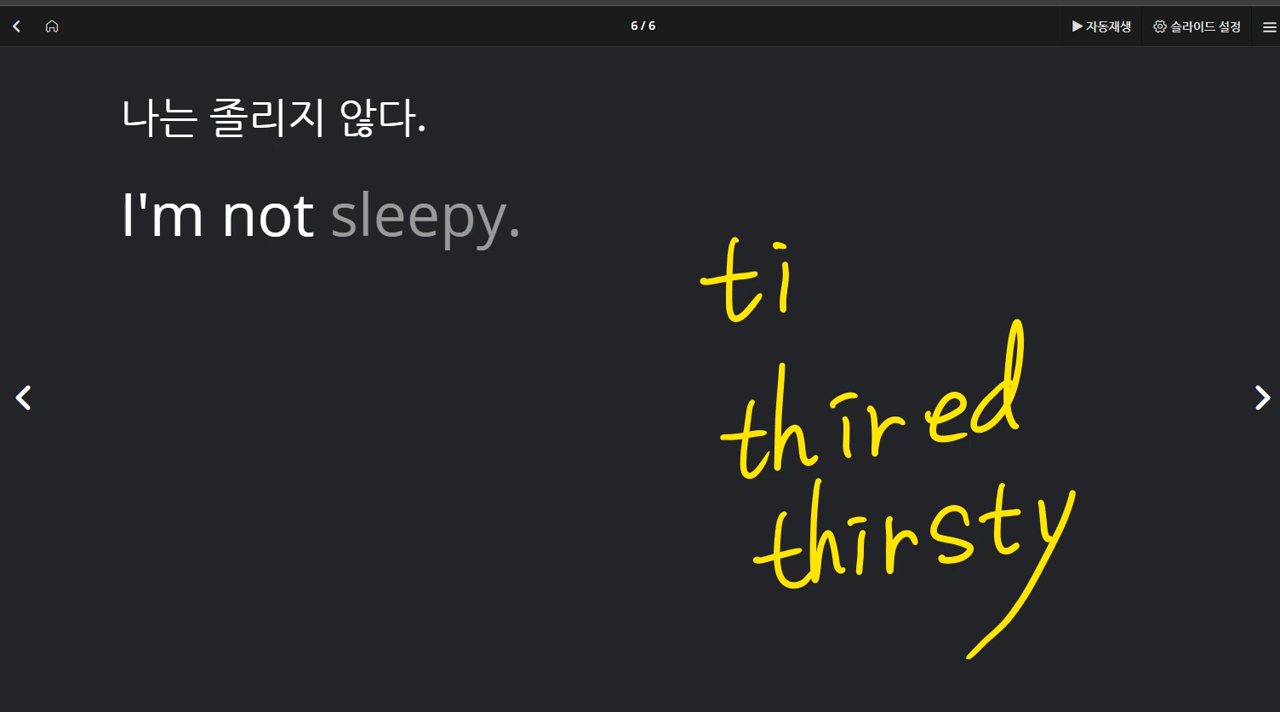 6 / 6
자동재생
슬라이드 설정
나는 졸리지 않다.
I'm not sleepy.
ti
thired
thirsty